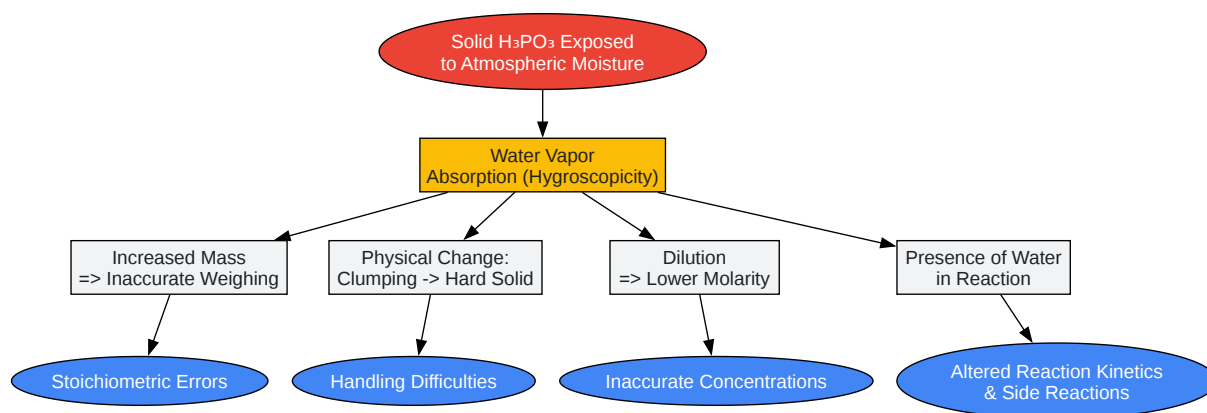 Solid H₃PO₃ Exposed
to Atmospheric Moisture
Water Vapor
Absorption (Hygroscopicity)
Increased Mass
=> Inaccurate Weighing
Physical Change:
Clumping -> Hard Solid
Dilution
=> Lower Molarity
Presence of Water
in Reaction
Stoichiometric Errors
Handling Difficulties
Inaccurate Concentrations
Altered Reaction Kinetics
& Side Reactions